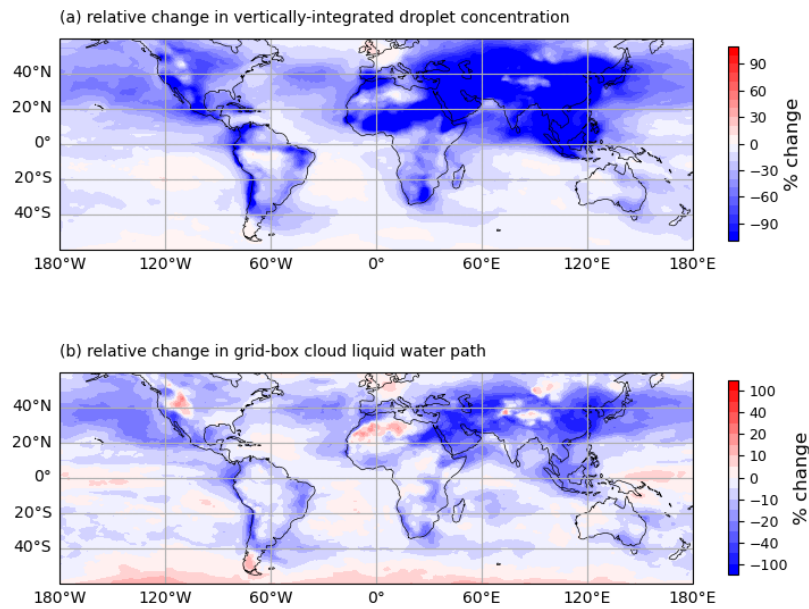 (a) relative change in vertically-integrated droplet concentration
40°N
20°N
0°
20°S
40°S
180°W 120°W 60°W 0° 60°E 120°E 180°E
90
60
30
0
−30
−60
−90
% change
(b) relative change in grid-box cloud liquid water path
40°N
20°N
0°
20°S
40°S
180°W 120°W 60°W 0° 60°E 120°E 180°E
100
40
20
10
0
−10
−20
−40
−100
% change